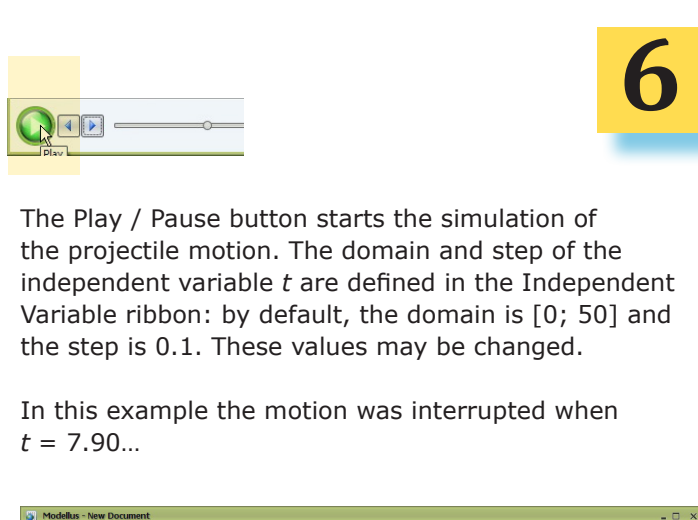 6
Play
The Play / Pause button starts the simulation of
the projectile motion. The domain and step of the
independent variable t are defined in the Independent
Variable ribbon: by default, the domain is [0; 50] and
the step is 0.1. These values may be changed.
In this example the motion was interrupted when
t = 7.90…
Modellus - New Document